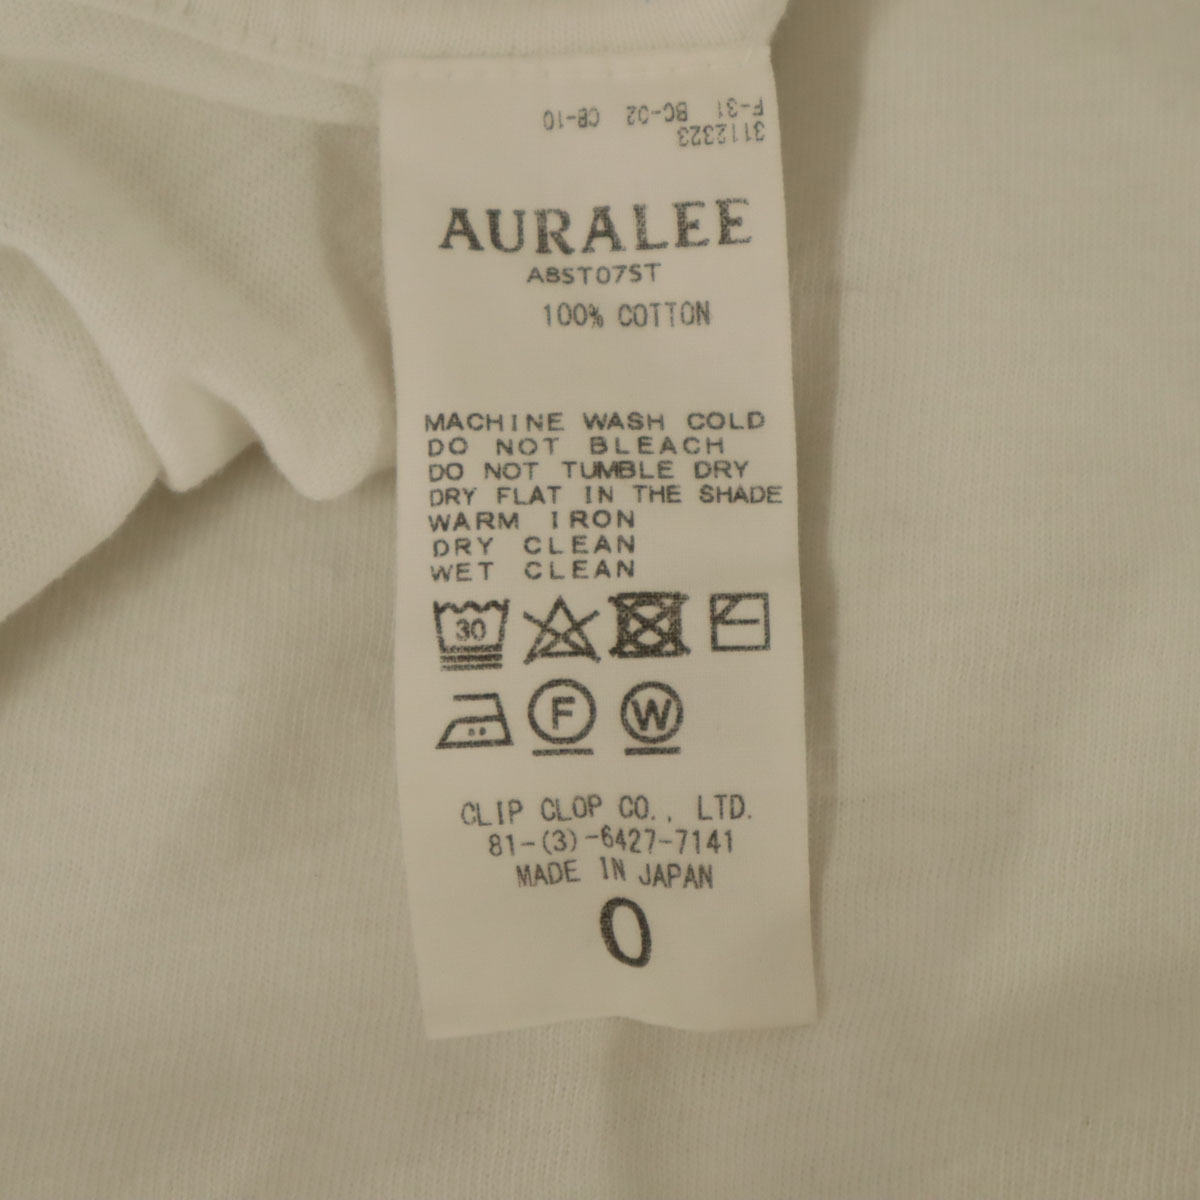 F-31 BC-02 CB-10
3112323
AURALEE
A8ST07ST
100% COTTON
MACHINE WASH COLD
DO NOT BLEACH
DO NOT TUMBLE DRY
DRY FLAT IN THE SHADE
WARM IRON
DRY CLEAN
WET CLEAN
30
F
W
CLIP CLOP CO., LTD.
81-(3)-6427-7141
MADE IN JAPAN
0